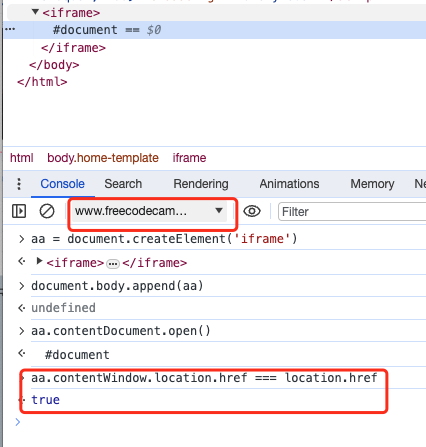 <iframe>
#document == $0
</iframe>
</body>
</html>
html body.home-template iframe
Console Search Rendering Animations Memory
www.freecodecam... Filter
aa = document.createElement('iframe')
<iframe>…</iframe>
document.body.append(aa)
undefined
aa.contentDocument.open()
#document
aa.contentWindow.location.href === location.href
true